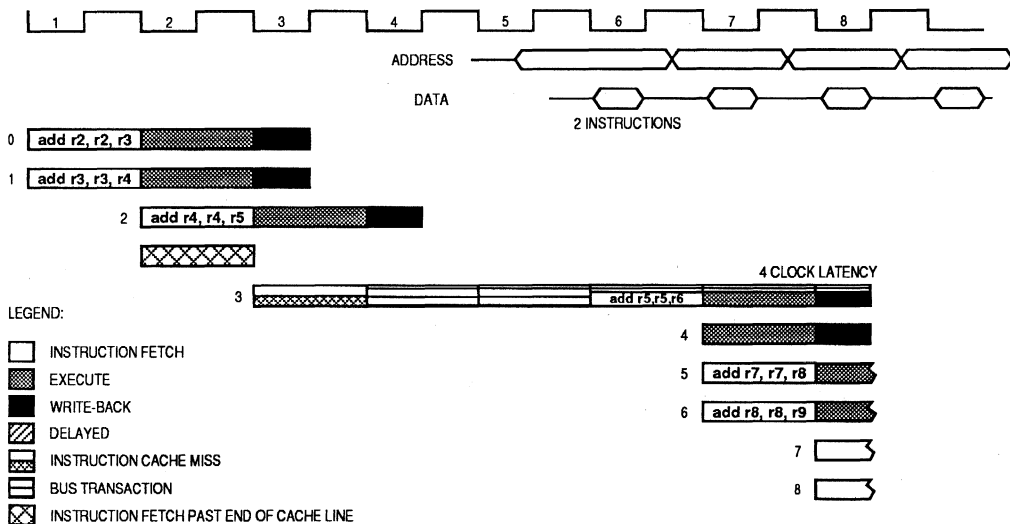 1 2 3 4 5 6 7 8
ADDRESS
DATA
2 INSTRUCTIONS
0 add r2, r2, r3
1 add r3, r3, r4
2 add r4, r4, r5
4 CLOCK LATENCY
3 add r5,r5,r6
LEGEND:
4
INSTRUCTION FETCH
5 add r7, r7, r8
EXECUTE
6 add r8, r8, r9
WRITE-BACK
DELAYED
7
INSTRUCTION CACHE MISS
BUS TRANSACTION
8
INSTRUCTION FETCH PAST END OF CACHE LINE